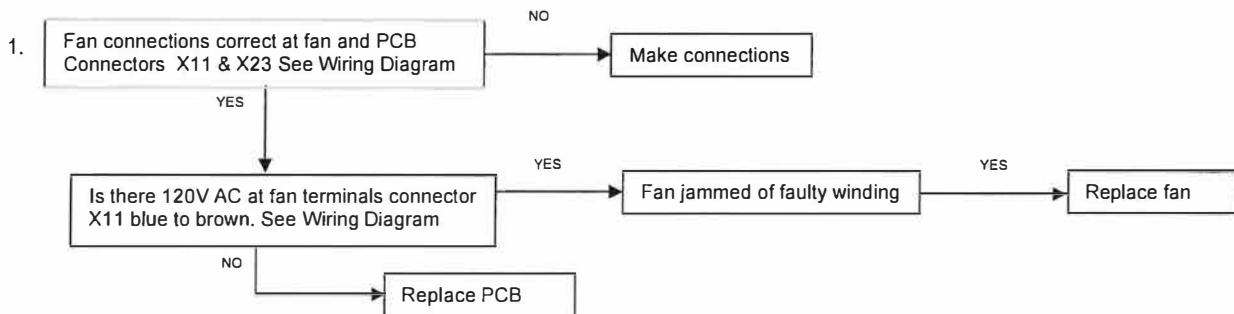 NO
1. Fan connections correct at fan and PCB
Connectors X11 & X23 See Wiring Diagram
Make connections
YES
Is there 120V AC at fan terminals connector
X11 blue to brown. See Wiring Diagram
YES
Fan jammed of faulty winding
YES
Replace fan
NO
Replace PCB